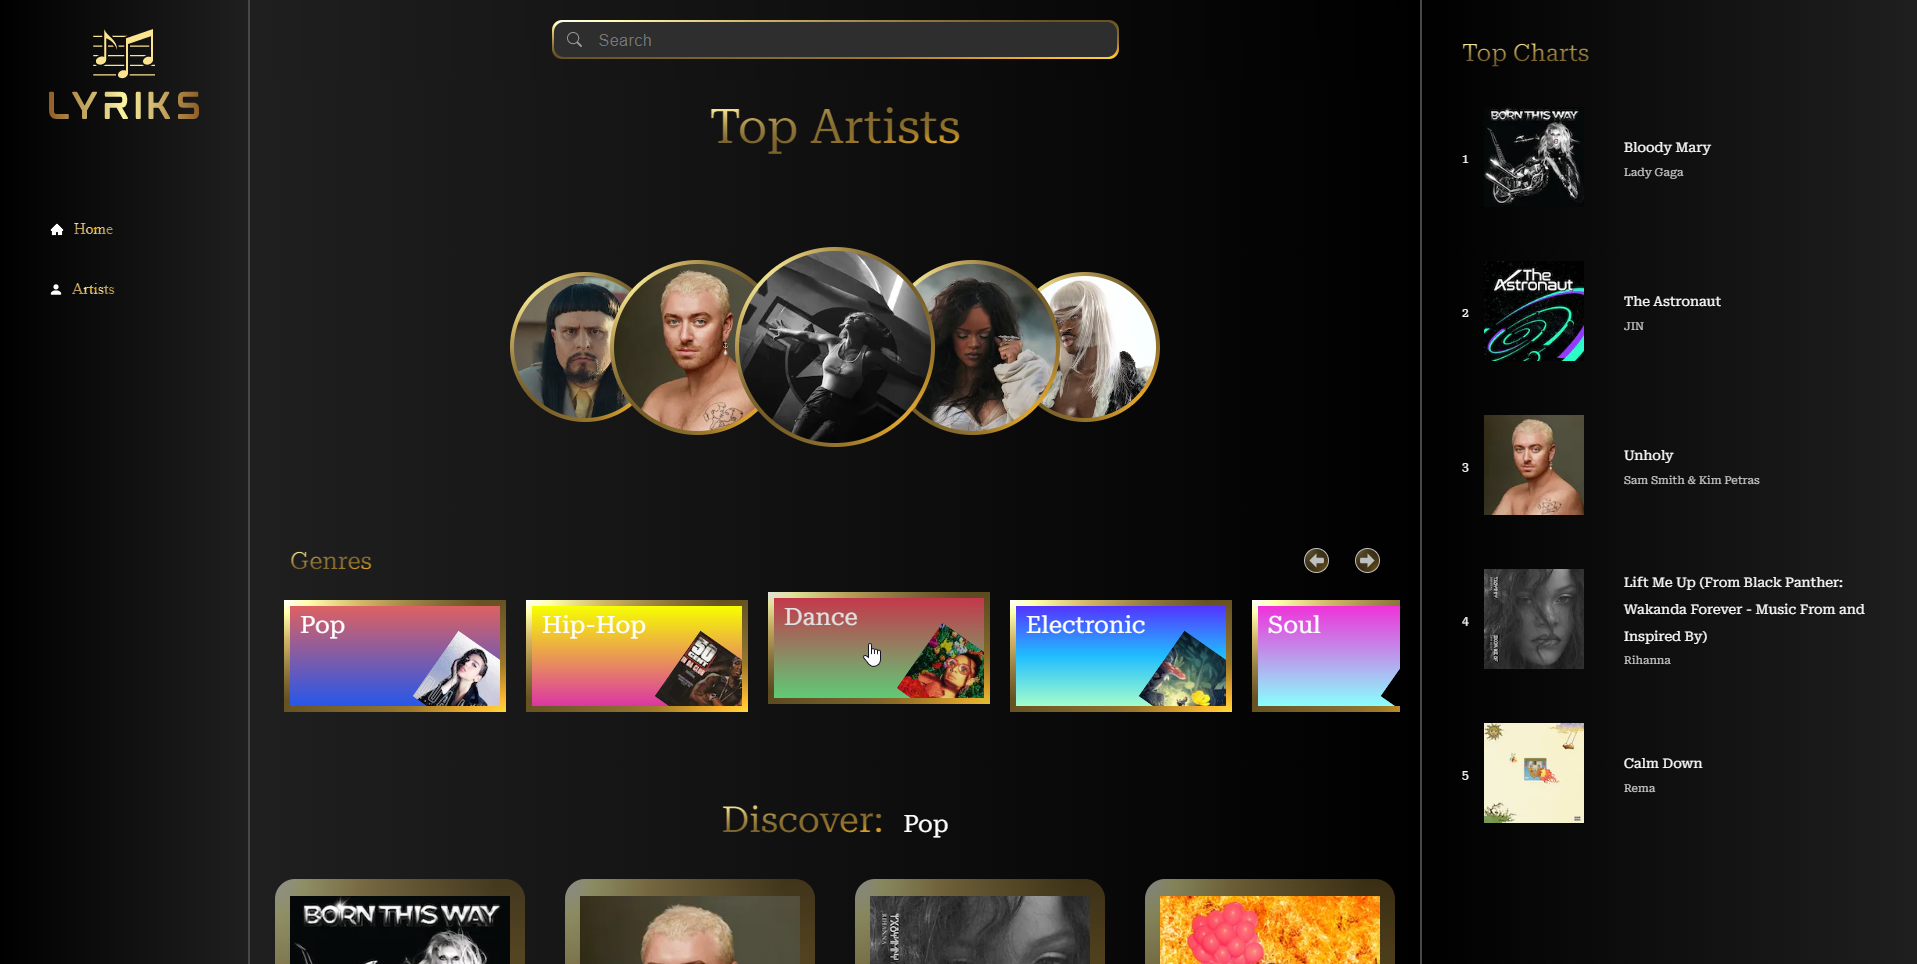 LYRIKS
Home
Artists
Search
Top Artists
Genres
Pop
Hip-Hop
Dance
Electronic
Soul
Discover: Pop
BORN THIS WAY
Top Charts
1
BORN THIS WAY
Bloody Mary
Lady Gaga
2
The
Astronaut
The Astronaut
JIN
3
Unholy
Sam Smith & Kim Petras
4
Lift Me Up (From Black Panther:
Wakanda Forever - Music From and
Inspired By)
Rihanna
5
Calm Down
Rema